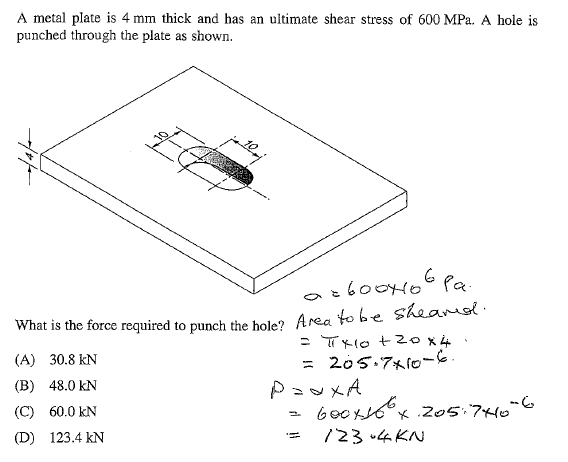 A metal plate is 4 mm thick and has an ultimate shear stress of 600 MPa. A hole is
punched through the plate as shown.
10
10
4
σ = 600×10⁶ Pa.
What is the force required to punch the hole? Area to be sheared.
= π×10 + 20 × 4
(A) 30.8 kN
= 205.7×10⁻⁶.
(B) 48.0 kN
P = σ × A
(C) 60.0 kN
= 600×10⁶ × 205.7×10⁻⁶
(D) 123.4 kN
= 123.4 KN